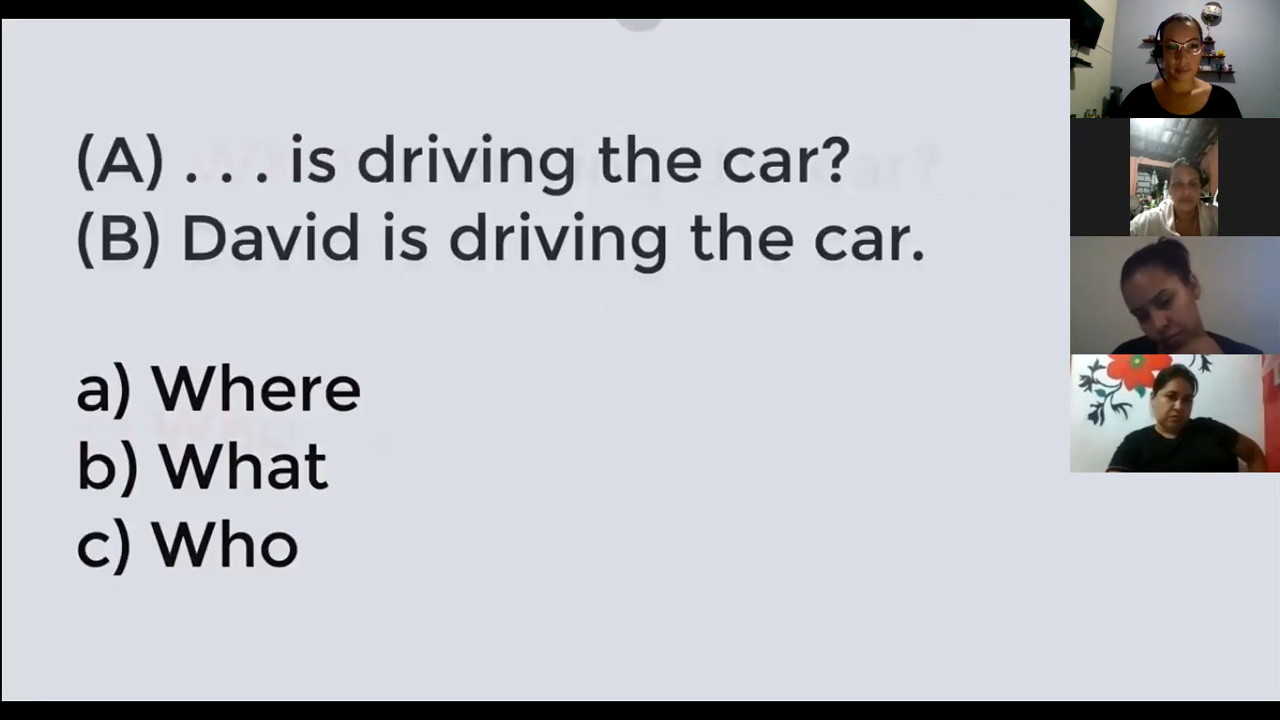 (A) . . . is driving the car?
(B) David is driving the car.
a) Where
b) What
c) Who